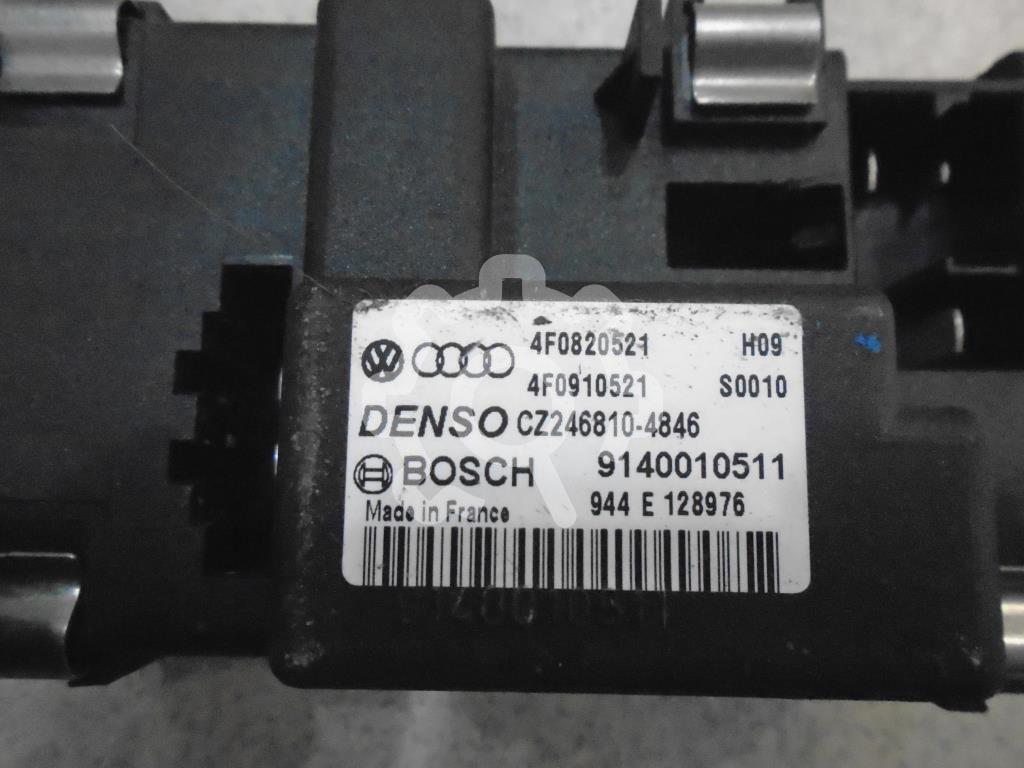 4F0820521 H09
4F0910521 S0010
DENSO CZ246810-4846
BOSCH 9140010511
Made in France 944 E 128976